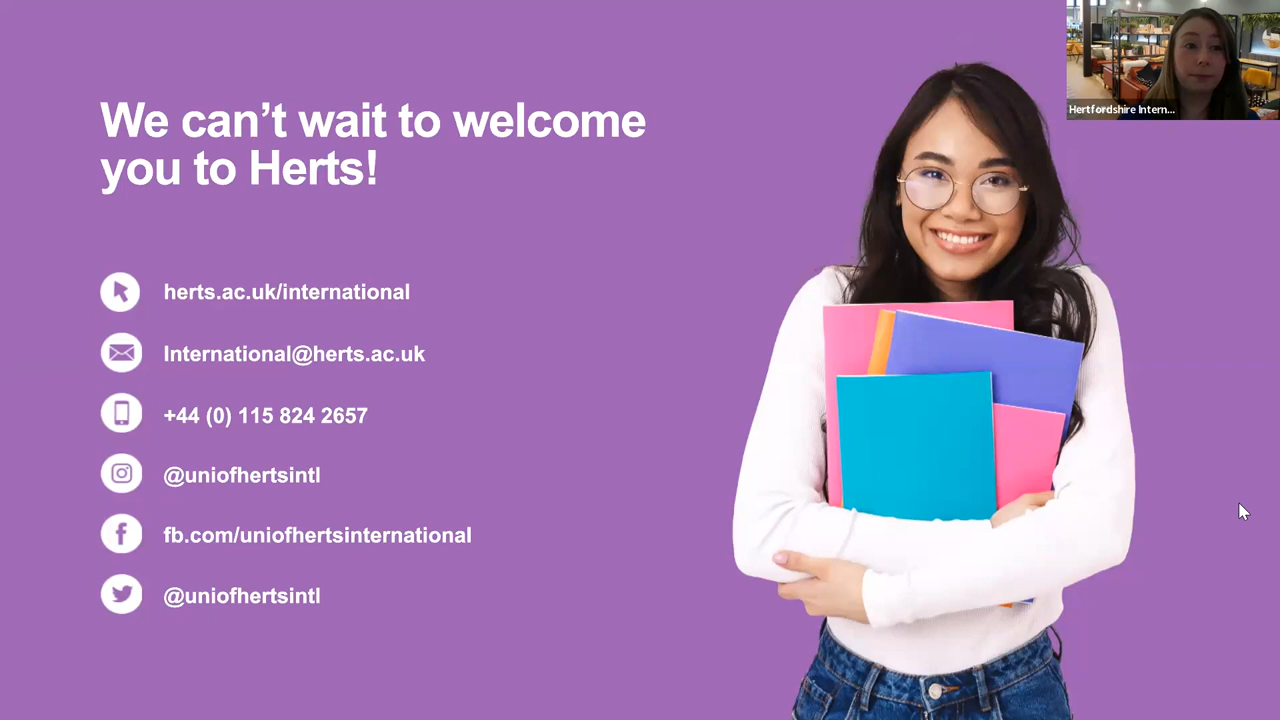 We can't wait to welcome
you to Herts!
herts.ac.uk/international
International@herts.ac.uk
+44 (0) 115 824 2657
@uniofhertsintl
fb.com/uniofhertsinternational
@uniofhertsintl
Hertfordshire Intern...